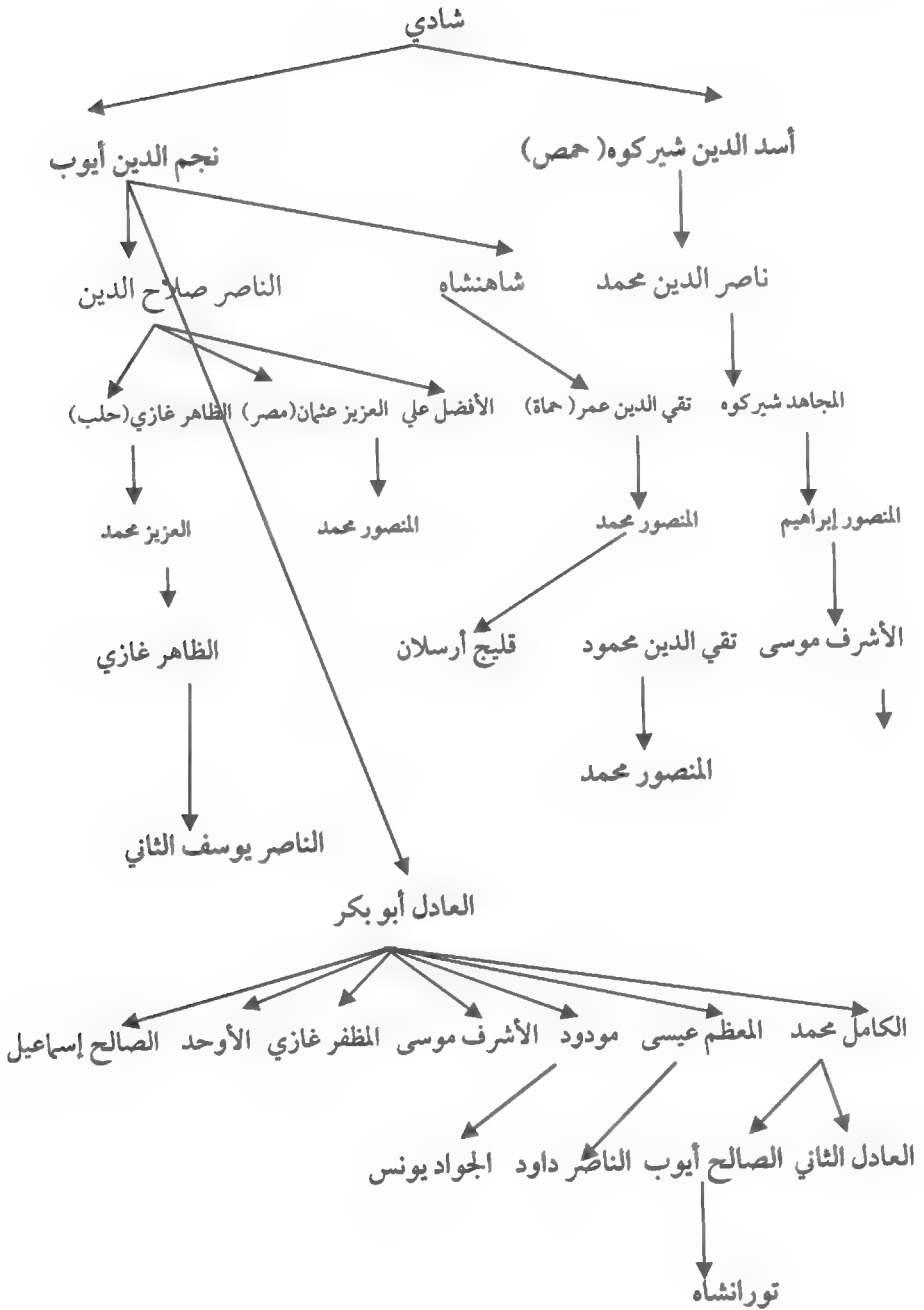 شادي
أسد الدين شيركوه( حمص)
نجم الدين أيوب
ناصر الدين محمد
شاهنشاه
الناصر صلاح الدين
المجاهد شيركوه
تقي الدين عمر( حماة)
الأفضل علي
العزيز عثمان(مصر)
الظاهر غازي(حلب)
المنصور إبراهيم
المنصور محمد
المنصور محمد
العزيز محمد
الأشرف موسى
تقي الدين محمود
قليج أرسلان
الظاهر غازي
المنصور محمد
الناصر يوسف الثاني
العادل أبو بكر
الكامل محمد
المعظم عيسى
مودود
الأشرف موسى
المظفر غازي
الأوحد
الصالح إسماعيل
العادل الثاني
الصالح أيوب
الناصر داود
الجواد يونس
تورانشاه